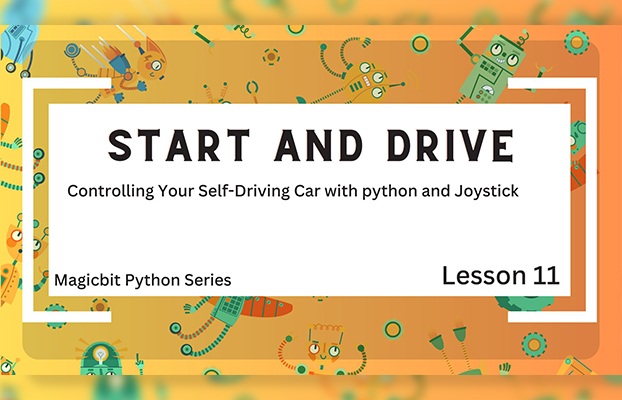 START AND DRIVE
Controlling Your Self-Driving Car with python and Joystick
Magicbit Python Series
Lesson 11